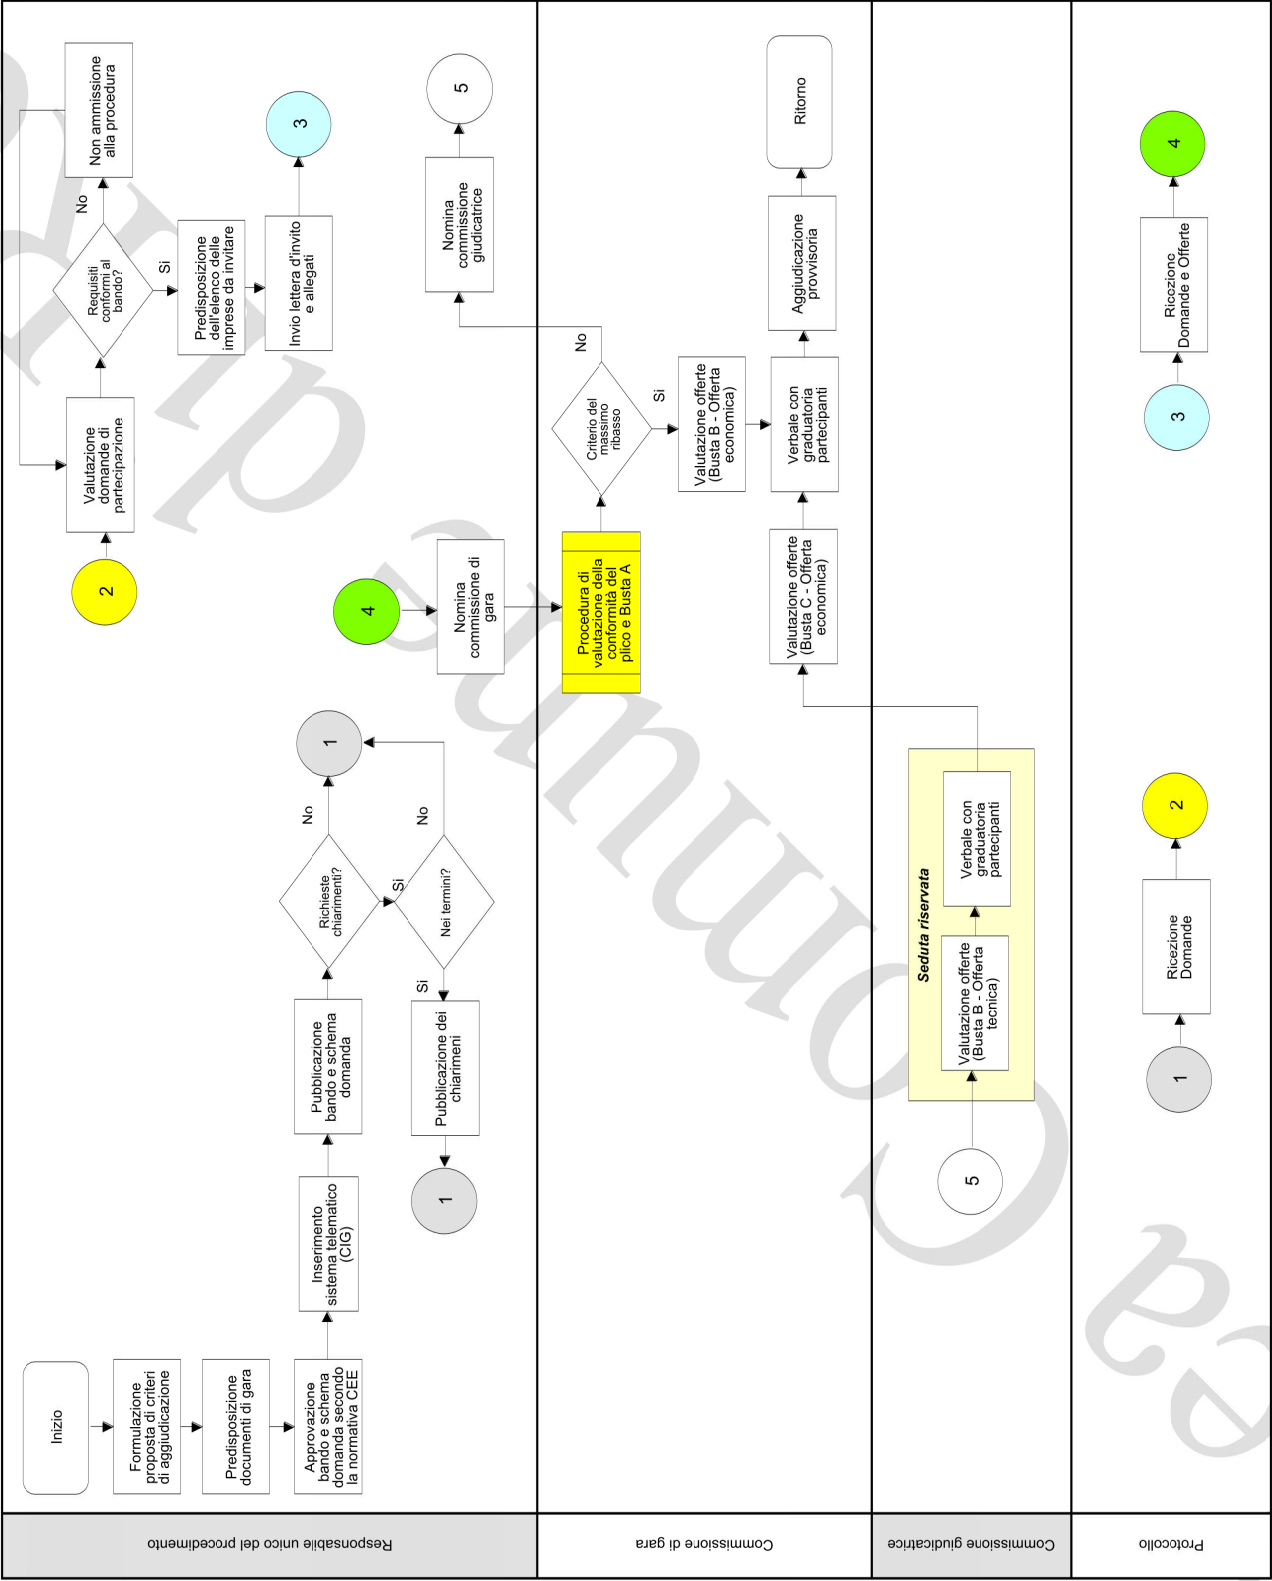 Responsabile unico del procedimento
Inizio
Formulazione
proposta di criteri
di aggiudicazione
Predisposizione
documenti di gara
Approvazione
bando e schema
domanda secondo
la normativa CEE
Inserimento
sistema telematico
(CIG)
Pubblicazione
bando e schema
domanda
Richieste
chiarimenti?
No
1
Si
Nei termini?
No
Si
Pubblicazione dei
chiarimeni
1
2
Valutazione
domande di
partecipazione
Requisiti
conformi al
bando?
No
Non ammissione
alla procedura
Si
Predisposizione
dell'elenco delle
imprese da invitare
Invio lettera d'invito
e allegati
3
4
Nomina
commissione di
gara
Nomina
commissione
giudicatrice
5
Commissione di gara
Procedura di
valutazione della
conformità del
plico e Busta A
Criterio del
massimo
ribasso
No
Si
Valutazione offerte
(Busta B - Offerta
economica)
Valutazione offerte
(Busta C - Offerta
economica)
Verbale con
graduatoria
partecipanti
Aggiudicazione
provvisoria
Ritorno
Commissione giudicatrice
5
Seduta riservata
Valutazione offerte
(Busta B - Offerta
tecnica)
Verbale con
graduatoria
partecipanti
Protocollo
1
Ricezione
Domande
2
3
Ricezione
Domande e Offerte
4
ea Comune di